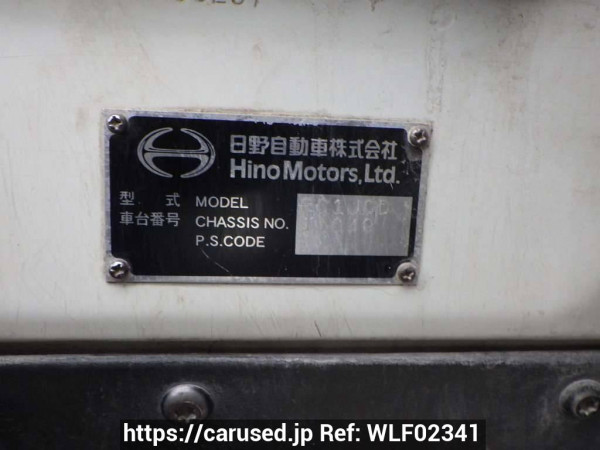 日野自動車株式会社
Hino Motors, Ltd.
型 式 MODEL
車台番号 CHASSIS NO.
P.S.CODE
https://carused.jp Ref: WLF02341